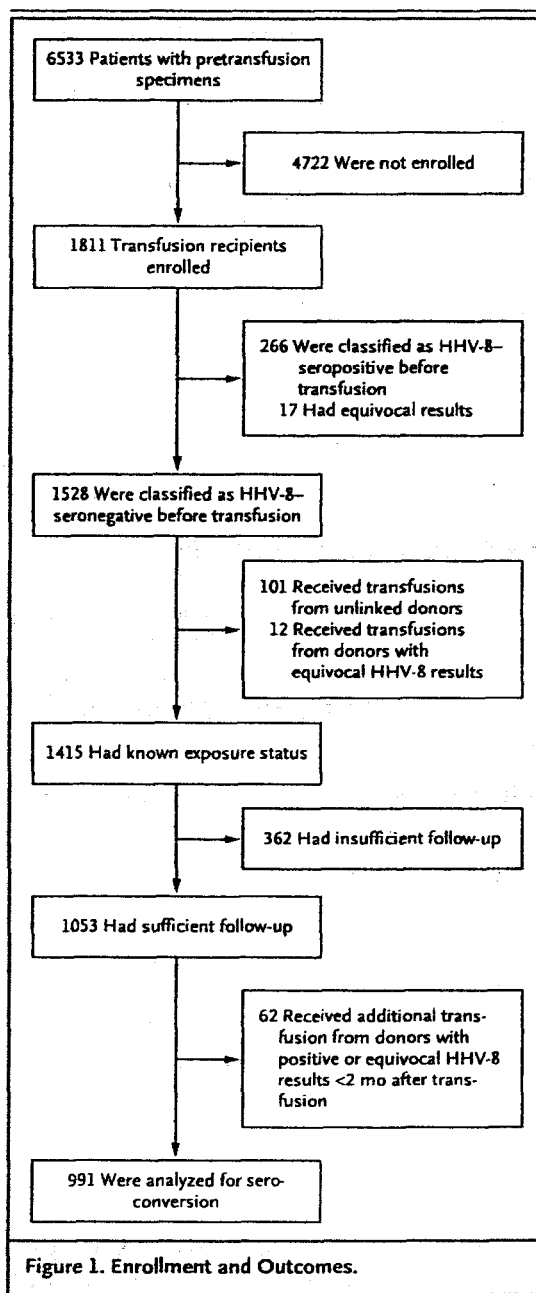 6533 Patients with pretransfusion
specimens
4722 Were not enrolled
1811 Transfusion recipients
enrolled
266 Were classified as HHV-8–
seropositive before
transfusion
17 Had equivocal results
1528 Were classified as HHV-8–
seronegative before transfusion
101 Received transfusions
from unlinked donors
12 Received transfusions
from donors with
equivocal HHV-8 results
1415 Had known exposure status
362 Had insufficient follow-up
1053 Had sufficient follow-up
62 Received additional trans-
fusion from donors with
positive or equivocal HHV-8
results <2 mo after trans-
fusion
991 Were analyzed for sero-
conversion
Figure 1. Enrollment and Outcomes.